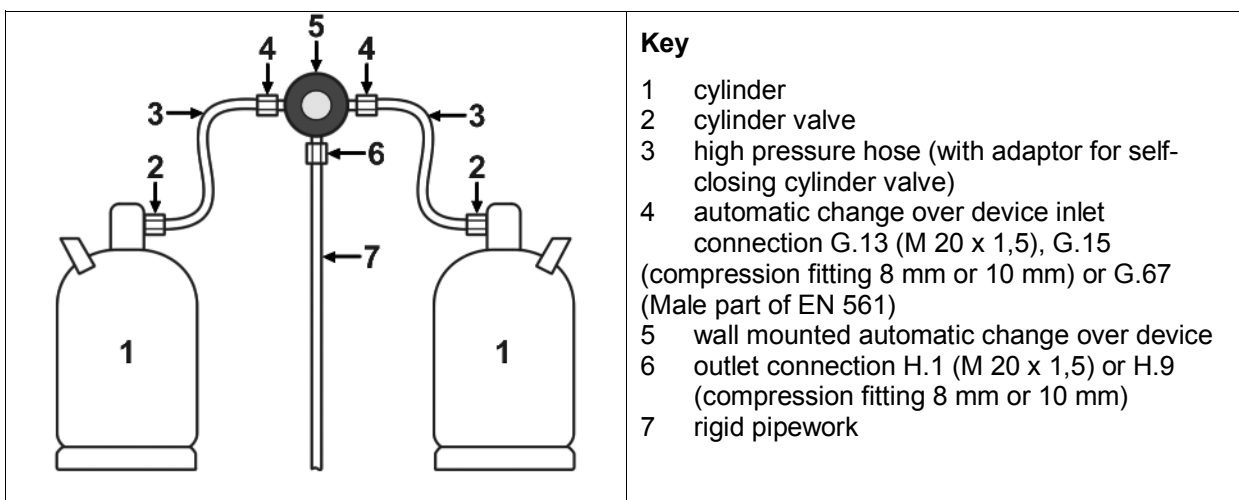 5
4 4
3 3
6
2 2
7
1 1
Key
1 cylinder
2 cylinder valve
3 high pressure hose (with adaptor for self-
closing cylinder valve)
4 automatic change over device inlet
connection G.13 (M 20 x 1,5), G.15
(compression fitting 8 mm or 10 mm) or G.67
(Male part of EN 561)
5 wall mounted automatic change over device
6 outlet connection H.1 (M 20 x 1,5) or H.9
(compression fitting 8 mm or 10 mm)
7 rigid pipework